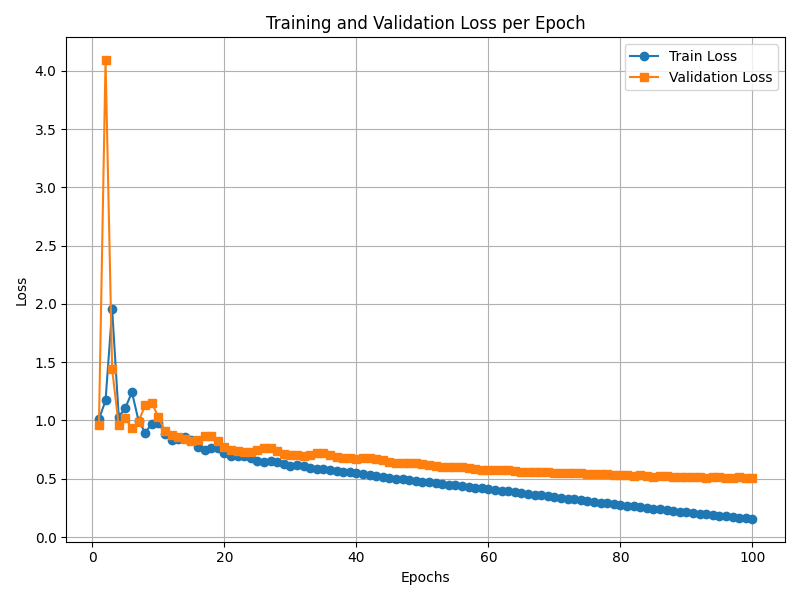 Training and Validation Loss per Epoch
Train Loss
Validation Loss
4.0
3.5
3.0
2.5
2.0
1.5
1.0
0.5
0.0
Loss
0 20 40 60 80 100
Epochs